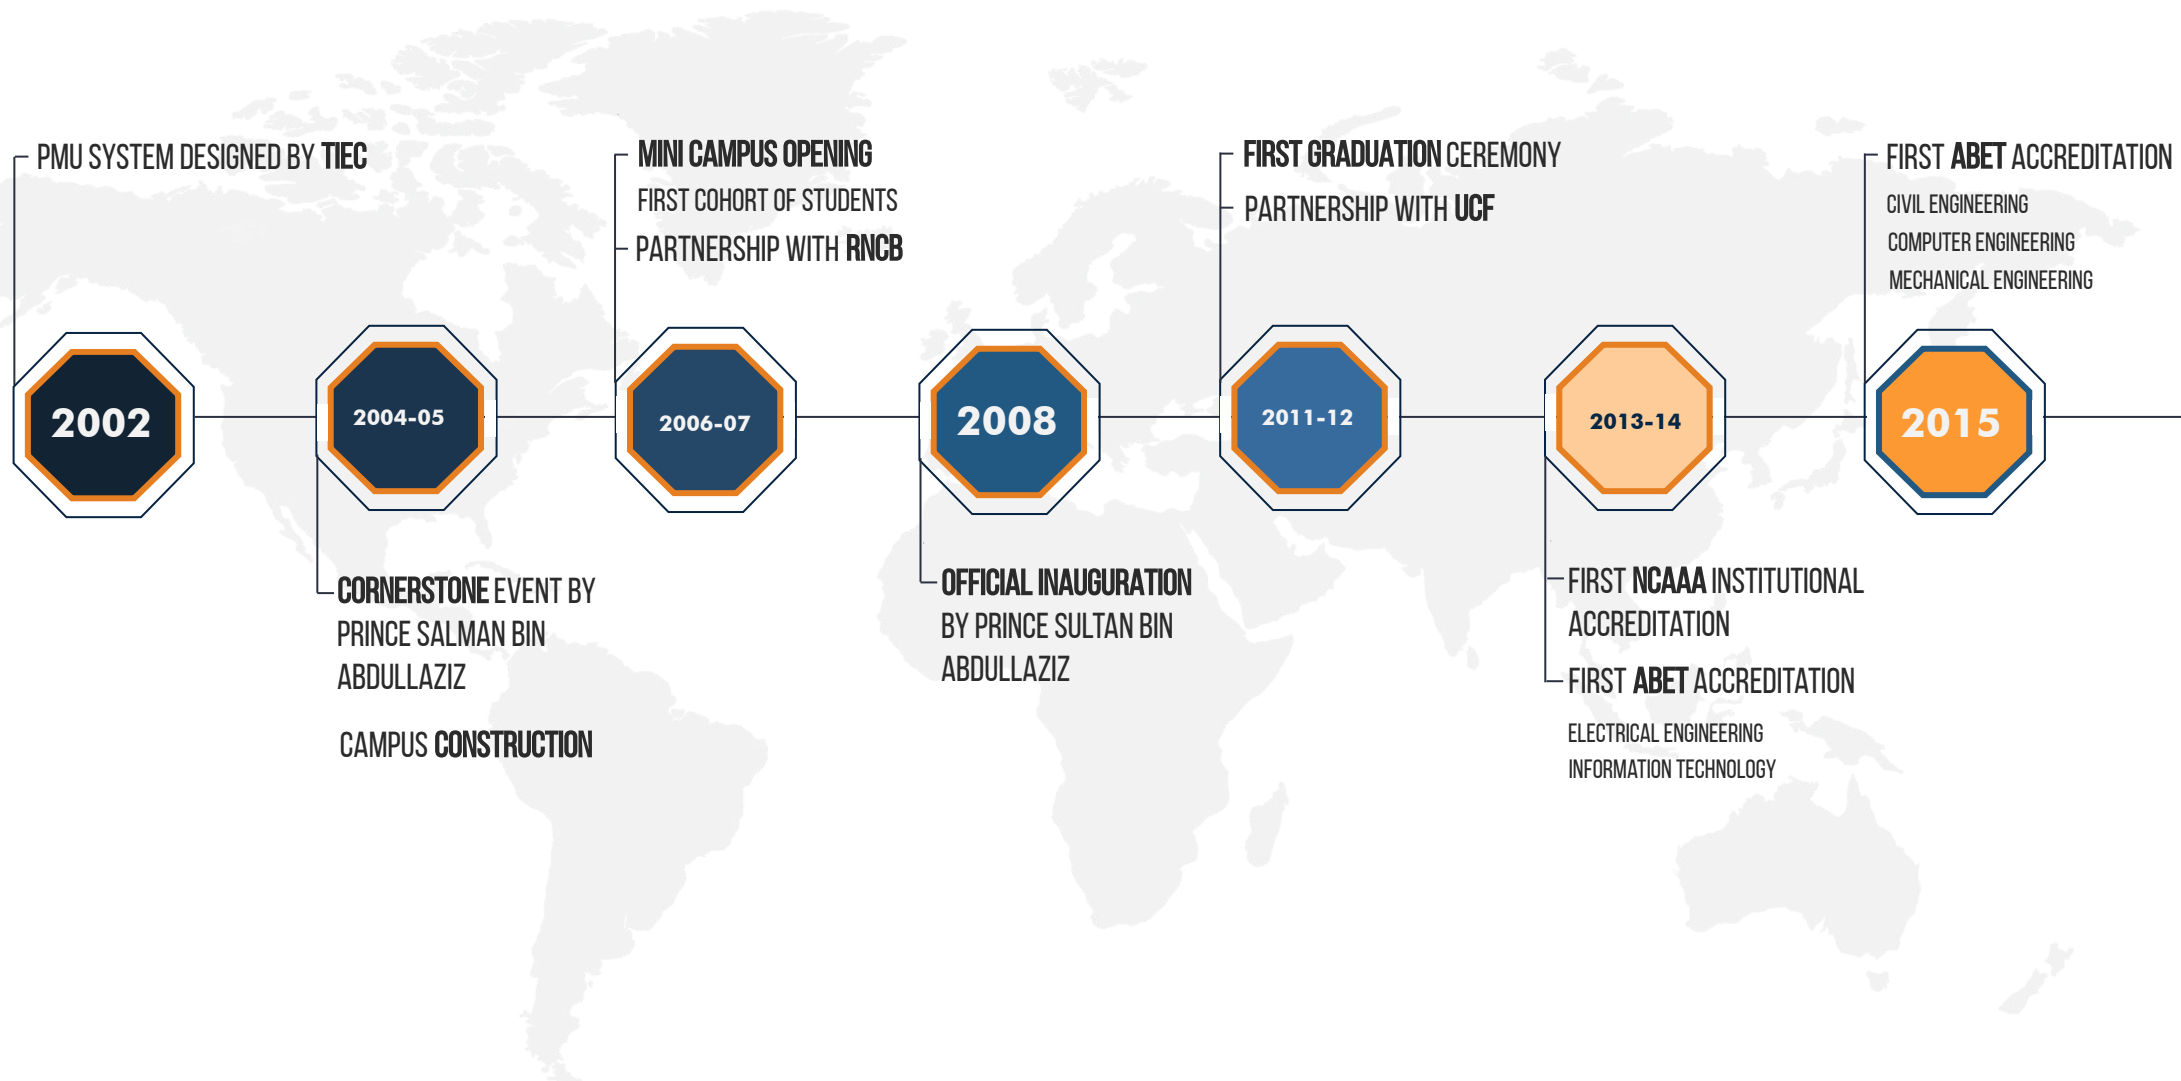 PMU SYSTEM DESIGNED BY TIEC
2002
2004-05
CORNERSTONE EVENT BY
PRINCE SALMAN BIN
ABDULLAZIZ
CAMPUS CONSTRUCTION
MINI CAMPUS OPENING
FIRST COHORT OF STUDENTS
PARTNERSHIP WITH RNCB
2006-07
2008
OFFICIAL INAUGURATION
BY PRINCE SULTAN BIN
ABDULLAZIZ
FIRST GRADUATION CEREMONY
PARTNERSHIP WITH UCF
2011-12
2013-14
FIRST NCAAA INSTITUTIONAL
ACCREDITATION
FIRST ABET ACCREDITATION
ELECTRICAL ENGINEERING
INFORMATION TECHNOLOGY
FIRST ABET ACCREDITATION
CIVIL ENGINEERING
COMPUTER ENGINEERING
MECHANICAL ENGINEERING
2015